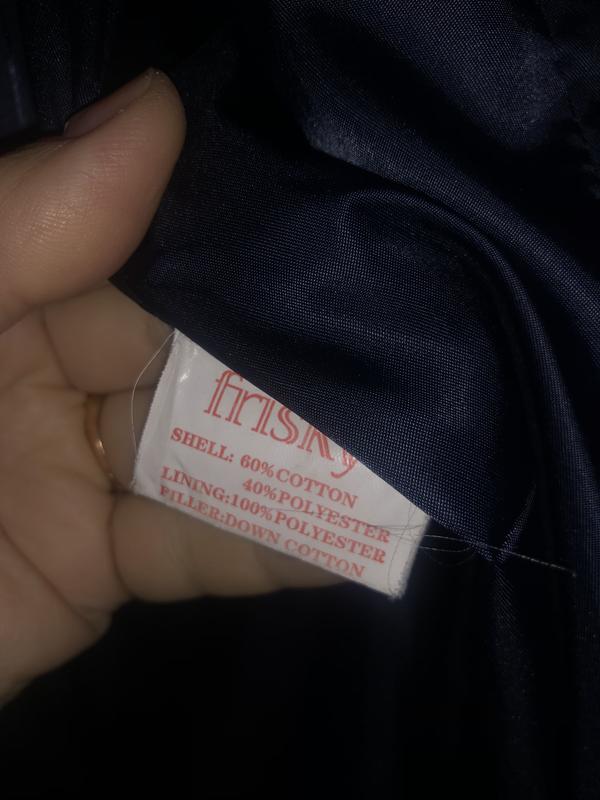 frisky
SHELL: 60%COTTON
40%POLYESTER
LINING:100%POLYESTER
FILLER:DOWN COTTON